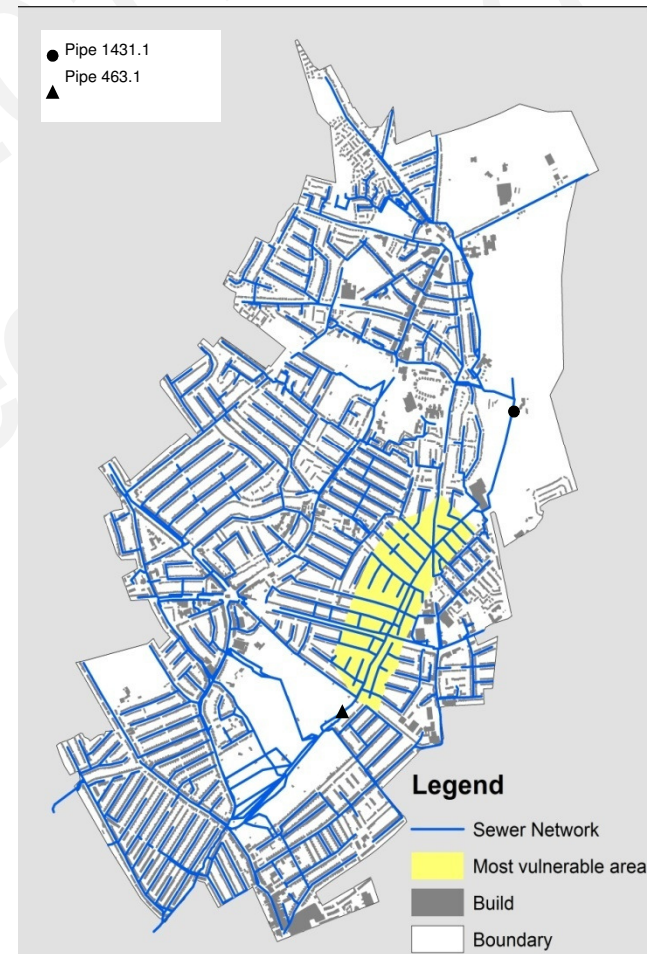 Pipe 1431.1
Pipe 463.1
Legend
Sewer Network
Most vulnerable area
Build
Boundary